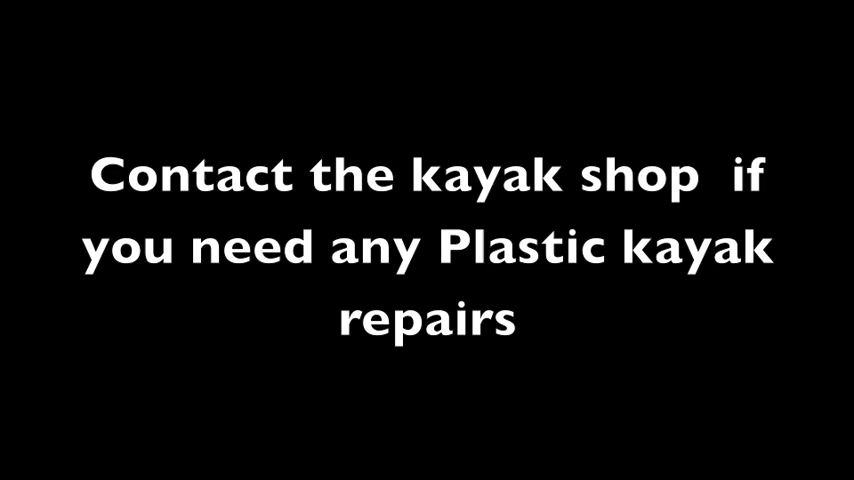 Contact the kayak shop  if
you need any Plastic kayak
repairs